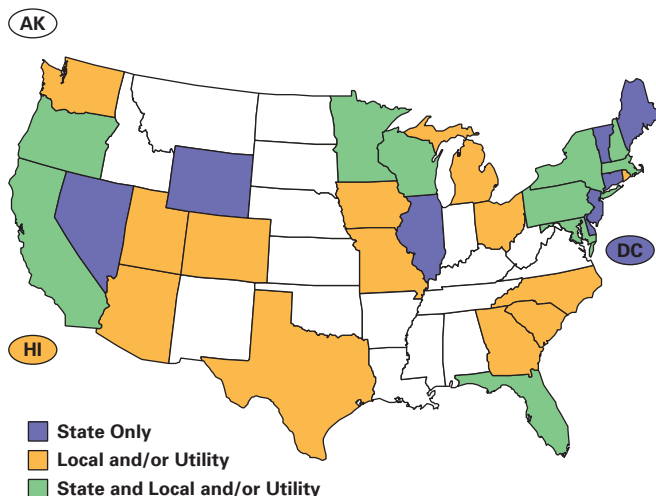 AK
DC
HI
State Only
Local and/or Utility
State and Local and/or Utility